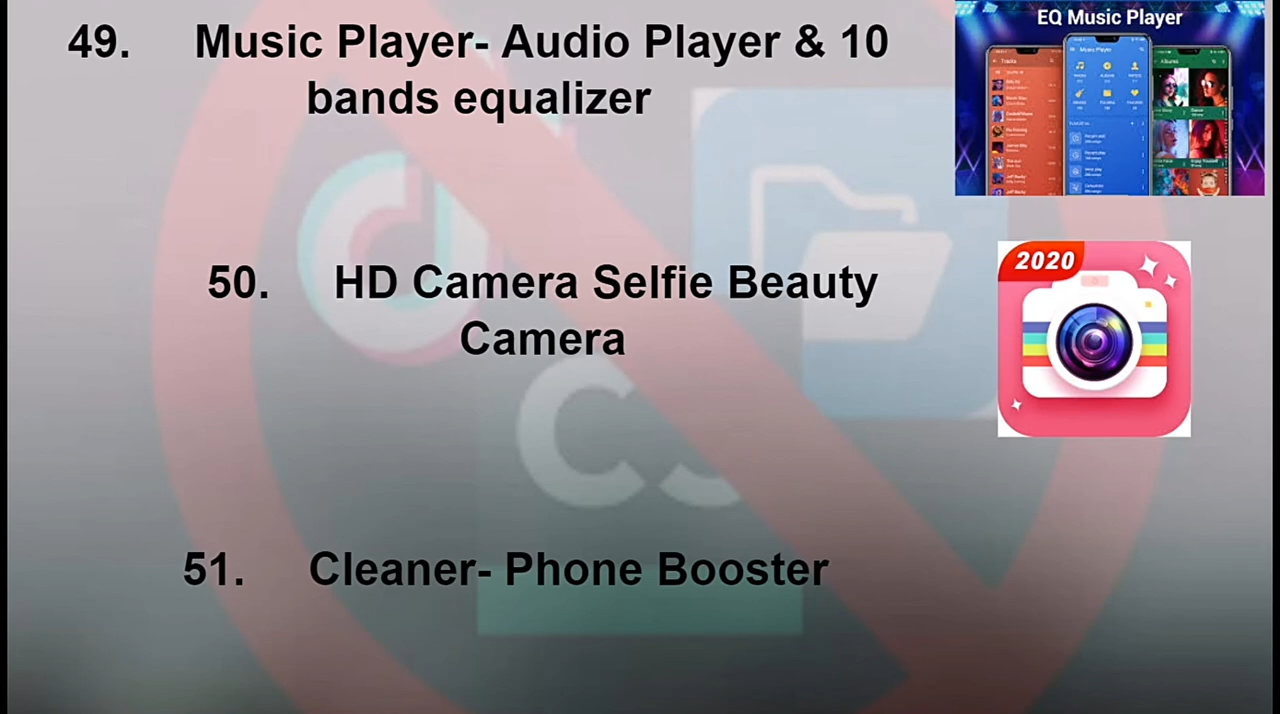 49. Music Player- Audio Player & 10
bands equalizer
EQ Music Player
50. HD Camera Selfie Beauty
Camera
2020
51. Cleaner- Phone Booster